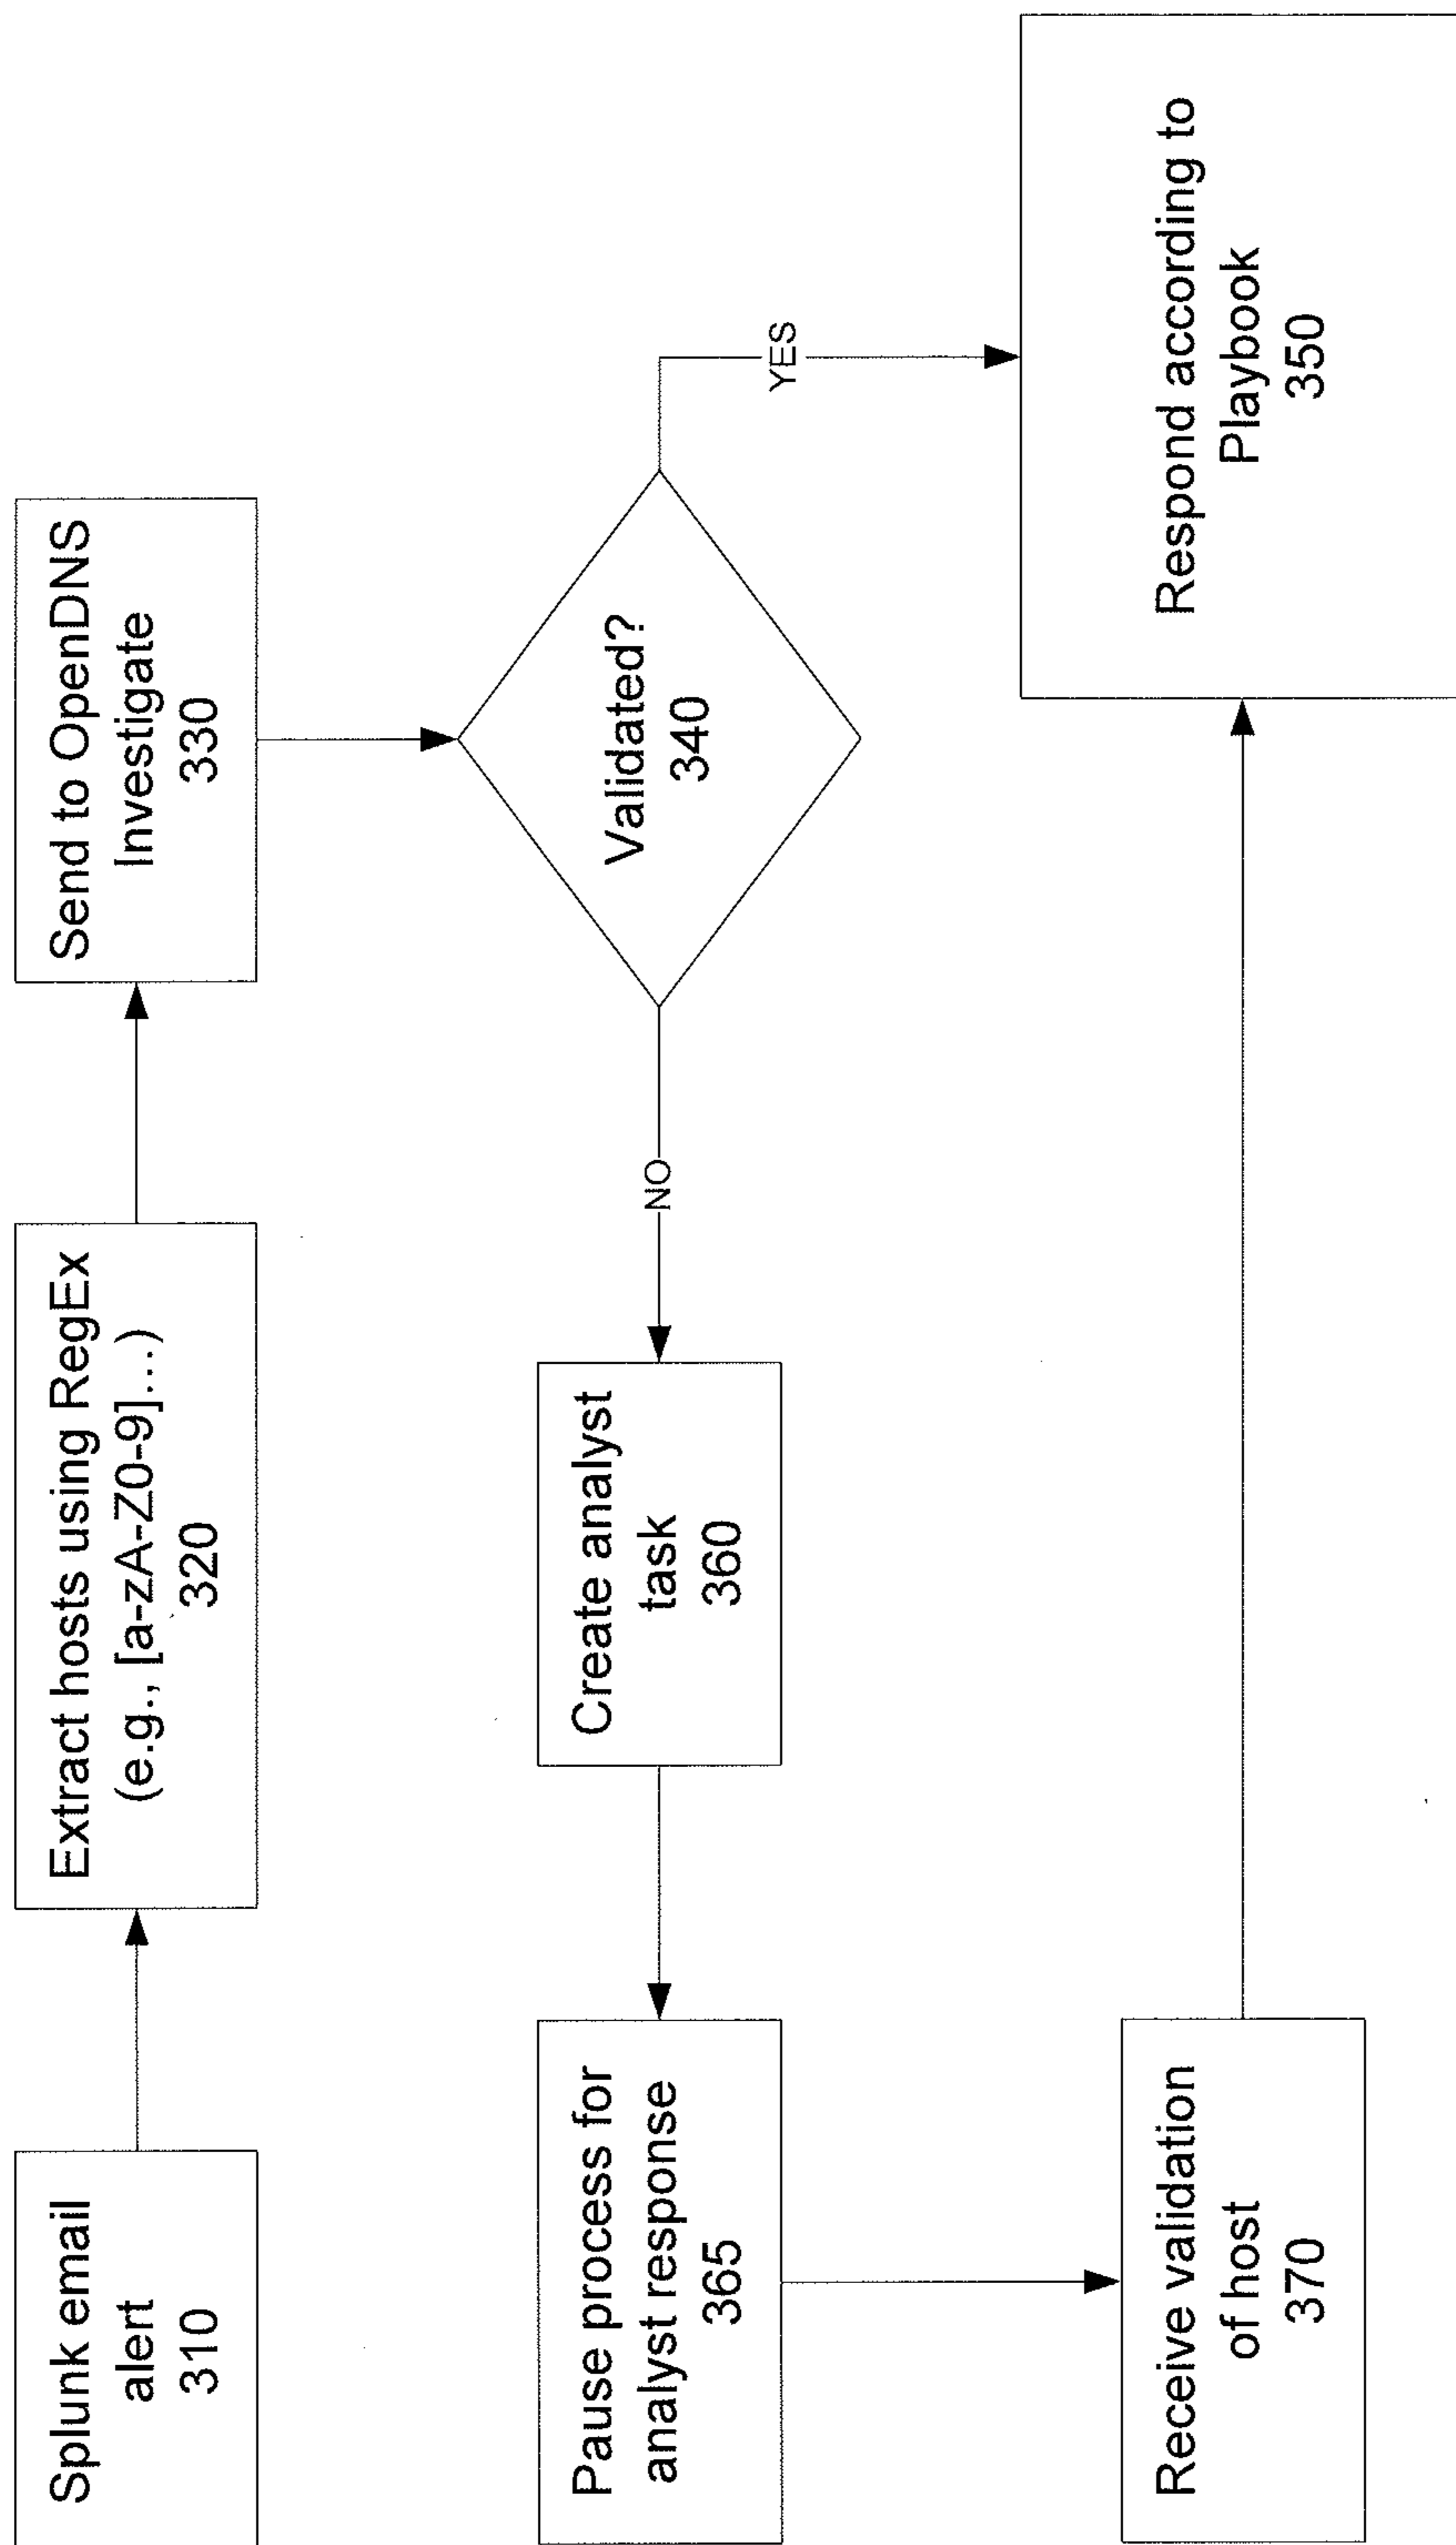 Splunk email
alert
310
Extract hosts using RegEx
(e.g., [a-zA-Z0-9]...)
320
Send to OpenDNS
Investigate
330
Validated?
340
YES
NO
Respond according to
Playbook
350
Create analyst
task
360
Pause process for
analyst response
365
Receive validation
of host
370